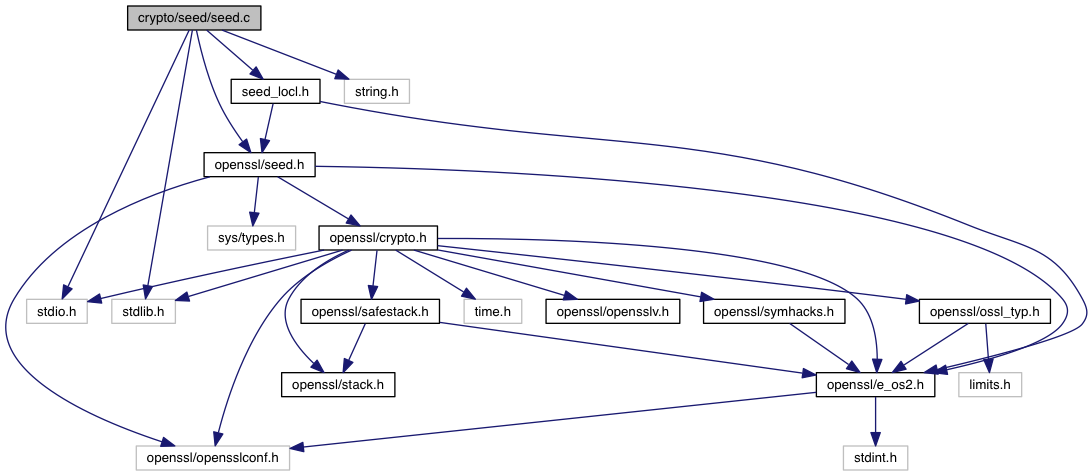 crypto/seed/seed.c
seed_locl.h
string.h
openssl/seed.h
sys/types.h
openssl/crypto.h
stdio.h
stdlib.h
openssl/safestack.h
time.h
openssl/opensslv.h
openssl/symhacks.h
openssl/ossl_typ.h
openssl/stack.h
openssl/e_os2.h
limits.h
openssl/opensslconf.h
stdint.h